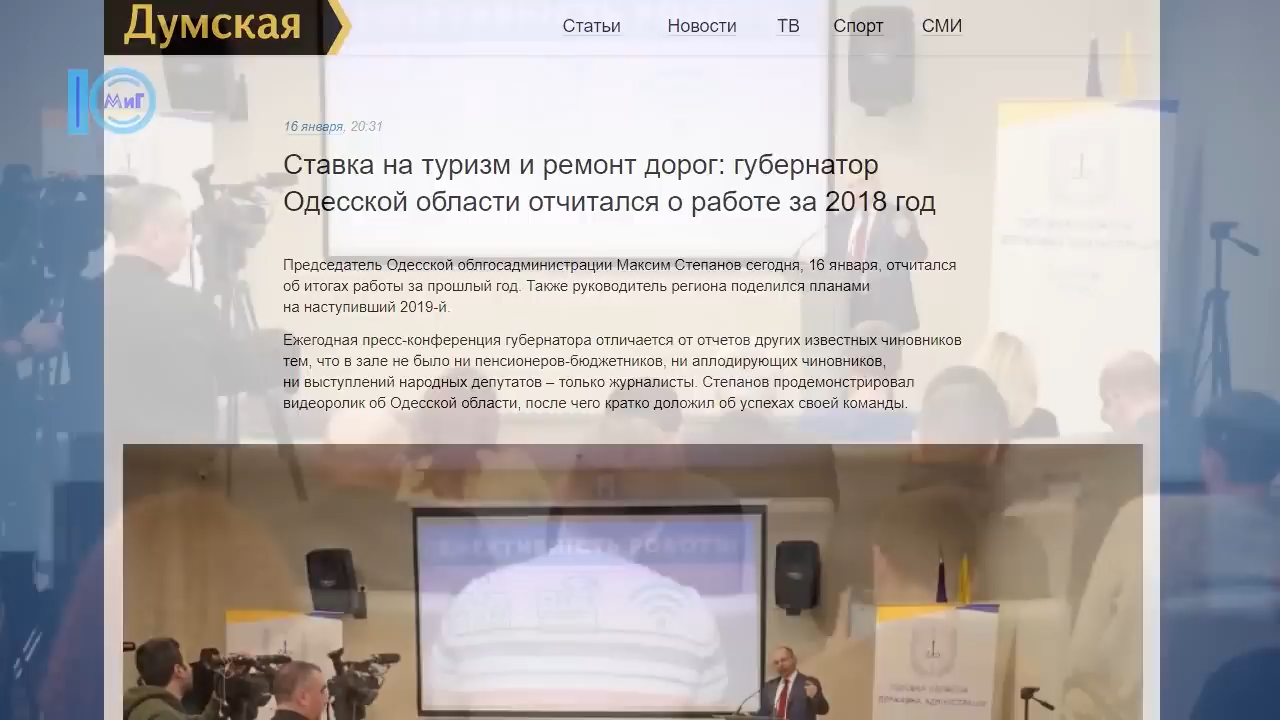 Думская
Статьи Новости ТВ Спорт СМИ
МиГ
16 января, 20:31
Ставка на туризм и ремонт дорог: губернатор
Одесской области отчитался о работе за 2018 год
Председатель Одесской облгосадминистрации Максим Степанов сегодня, 16 января, отчитался
об итогах работы за прошлый год. Также руководитель региона поделился планами
на наступивший 2019-й.
Ежегодная пресс-конференция губернатора отличается от отчетов других известных чиновников
тем, что в зале не было ни пенсионеров-бюджетников, ни аплодирующих чиновников,
ни выступлений народных депутатов – только журналисты. Степанов продемонстрировал
видеоролик об Одесской области, после чего кратко доложил об успехах своей команды.